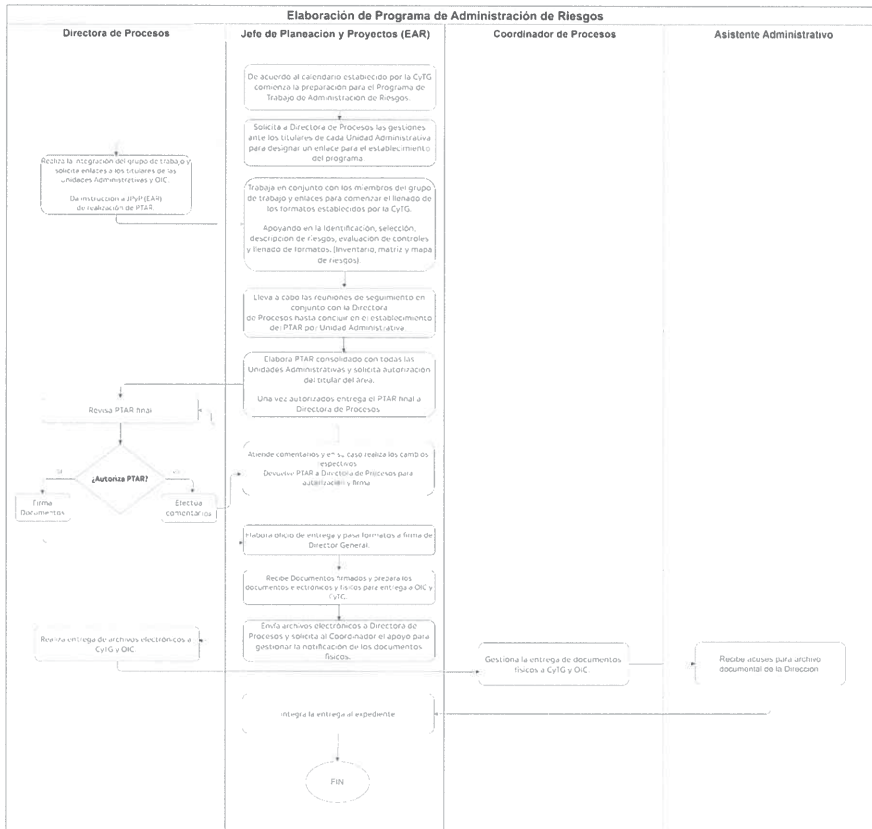 Elaboración de Programa de Administración de Riesgos
Directora de Procesos
Jefe de Planeacion y Proyectos (EAR)
Coordinador de Procesos
Asistente Administrativo
De acuerdo al calendario establecido por la CyTG
comienza la preparación para el Programa de
Trabajo de Administración de Riesgos.
Solicita a Directora de Procesos las gestiones
ante los titulares de cada Unidad Administrativa
para designar un enlace para el establecimiento
del programa.
Realiza la integración del grupo de trabajo y
solicita enlaces a los titulares de las
Unidades Administrativas y OIC.
Da instrucción a JPyP (EAR)
de realización de PTAR.
Trabaja en conjunto con los miembros del grupo
de trabajo y enlaces para comenzar el llenado de
los formatos establecidos por la CyTG.
Apoyando en la Identificación, selección,
descripción de riesgos, evaluación de controles
y llenado de formatos. (Inventario, matriz y mapa
de riesgos).
Lleva a cabo las reuniones de seguimiento en
conjunto con la Directora
de Procesos hasta concluir en el establecimiento
del PTAR por Unidad Administrativa.
Elabora PTAR consolidado con todas las
Unidades Administrativas y solicita autorización
del titular del área.
Una vez autorizados entrega el PTAR final a
Directora de Procesos
Revisa PTAR final
¿Autoriza PTAR?
Firma
Documentos
Efectua
comentarios
Atiende comentarios y en su caso realiza los cambios
respectivos
Devuelve PTAR a Directora de Procesos para
autorización y firma
Elabora oficio de entrega y pasa formatos a firma de
Director General.
Recibe Documentos firmados y prepara los
documentos electrónicos y físicos para entrega a OIC y
CyTG.
Envía archivos electrónicos a Directora de
Procesos y solicita al Coordinador el apoyo para
gestionar la notificación de los documentos
físicos.
Realiza entrega de archivos electrónicos a
CyTG y OIC.
Gestiona la entrega de documentos
físicos a CyTG y OIC
Recibe acuses para archivo
documental de la Dirección
Integra la entrega al expediente
FIN